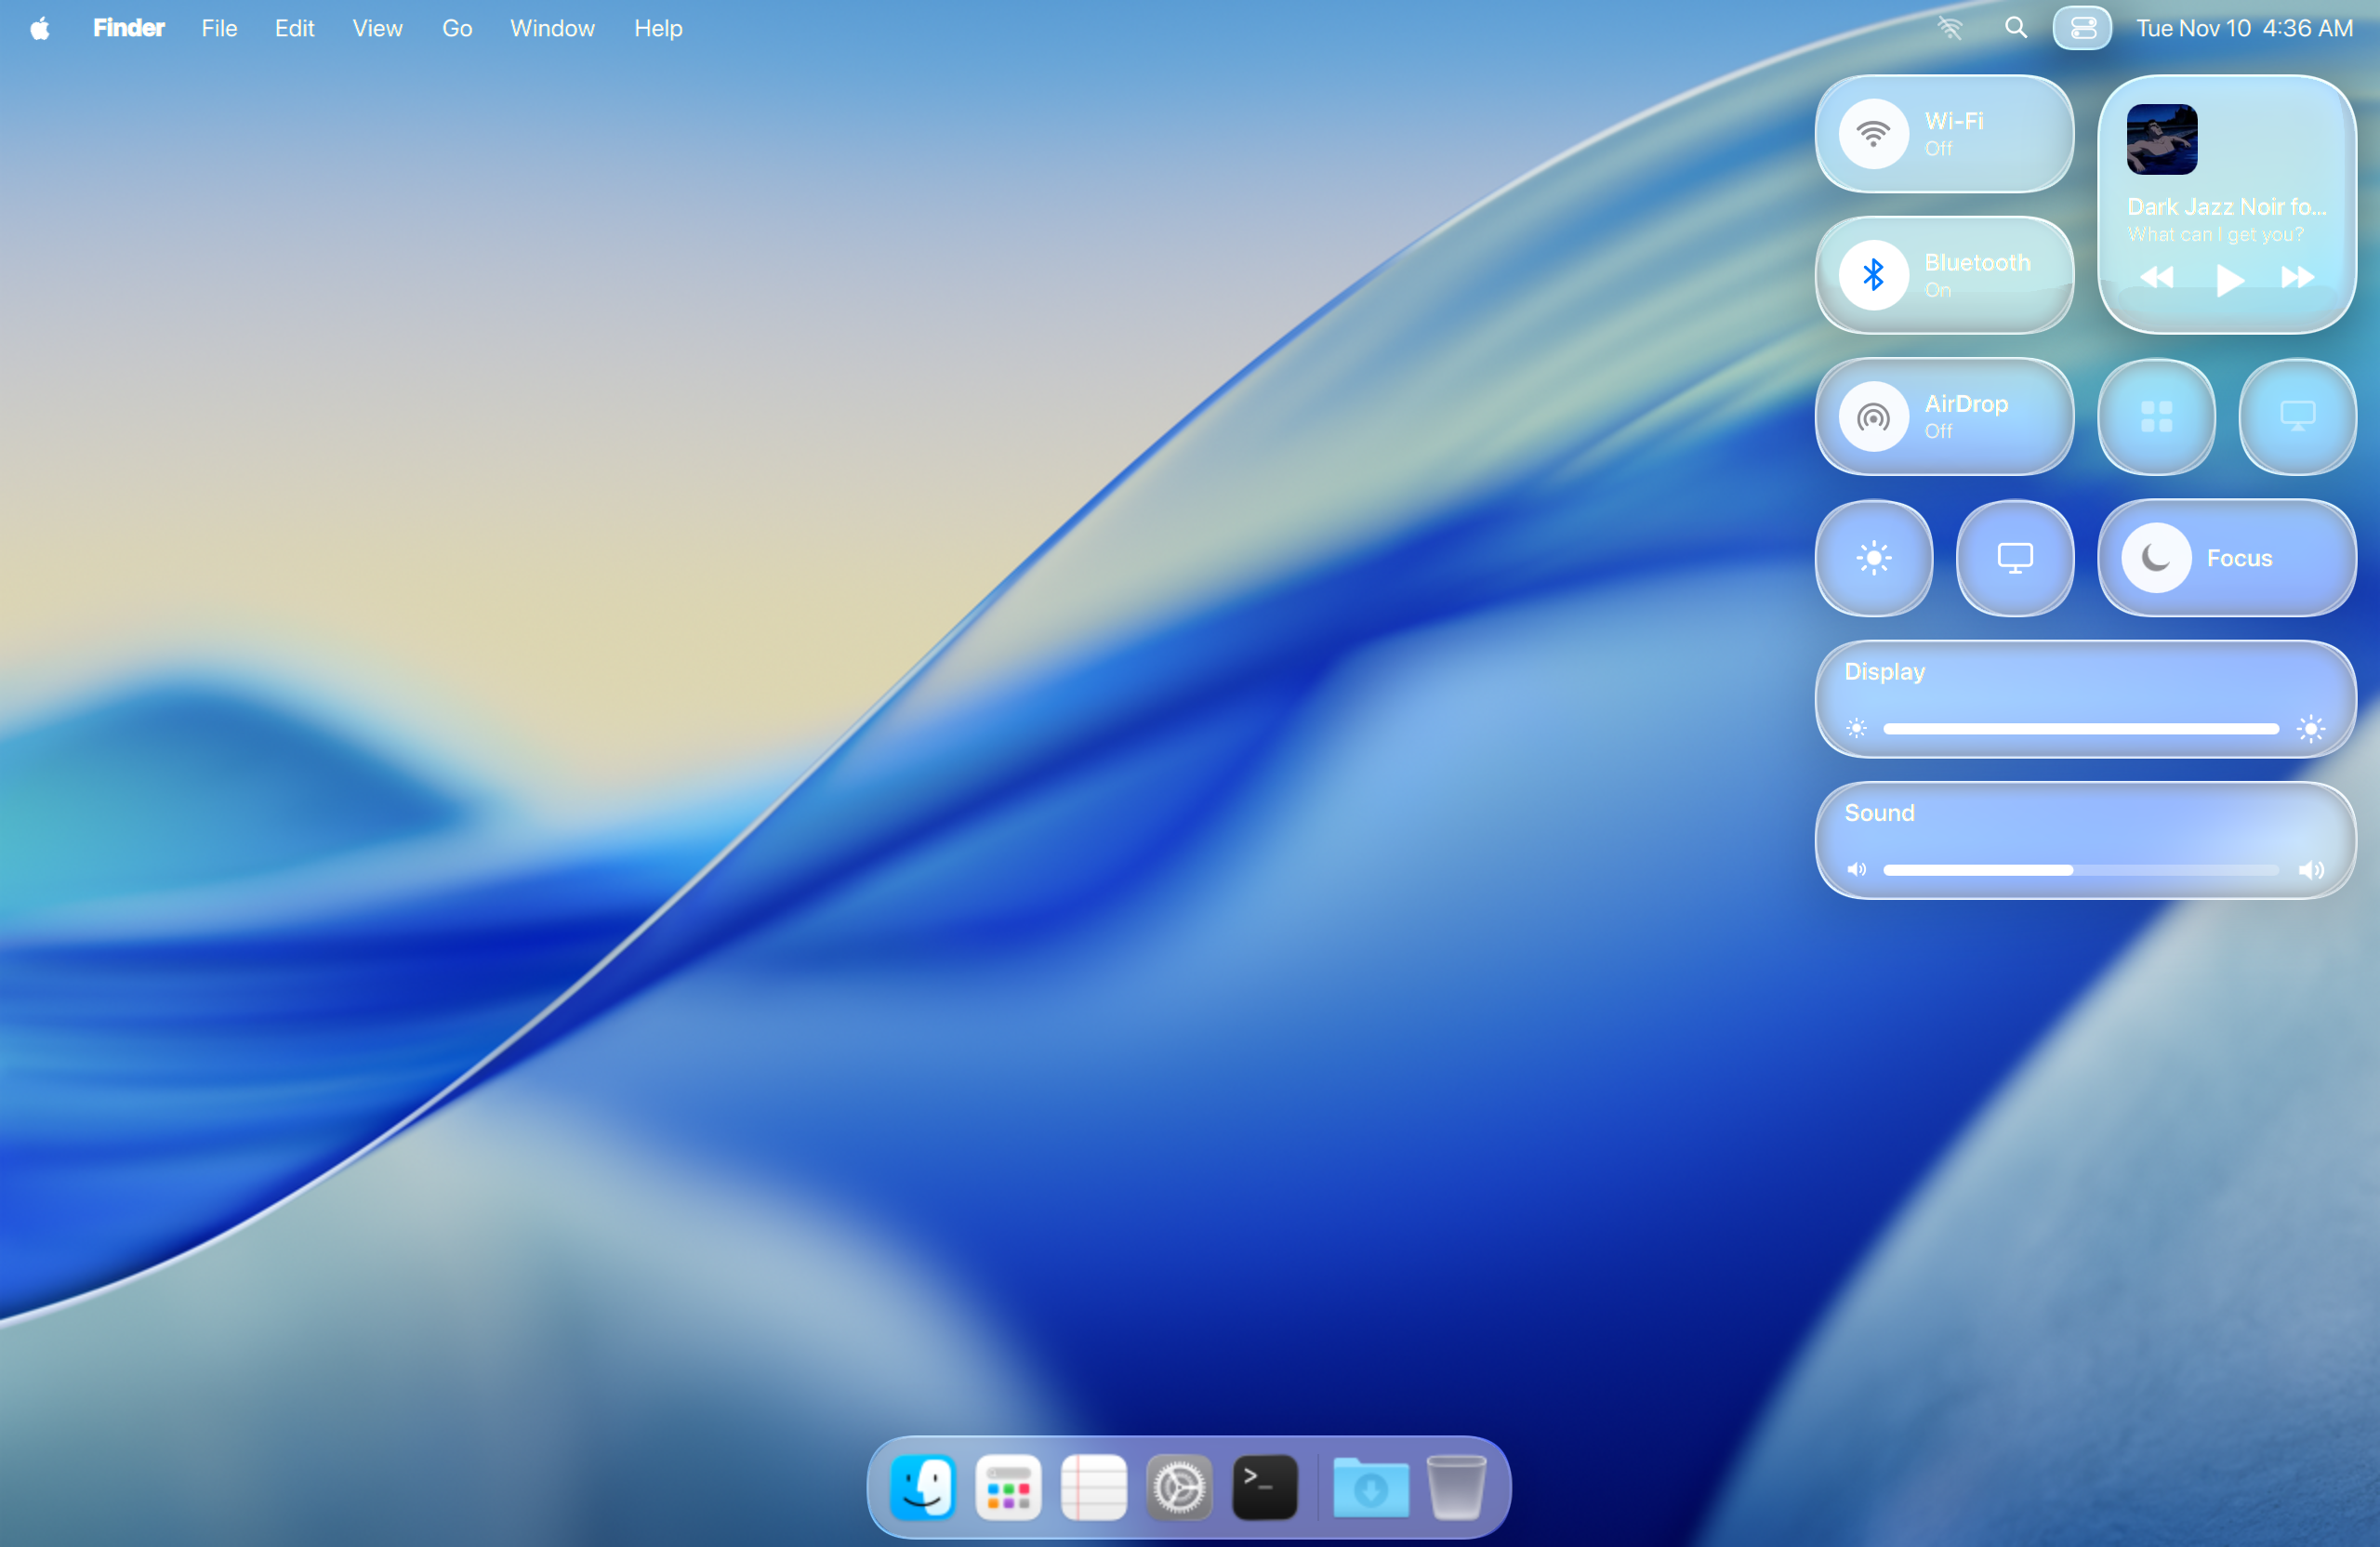 Finder File Edit View Go Window Help Tue Nov 10 4:36 AM
Wi-Fi
Off
Dark Jazz Noir fo...
What can I get you?
Bluetooth
On
AirDrop
Off
Focus
Display
Sound
>_